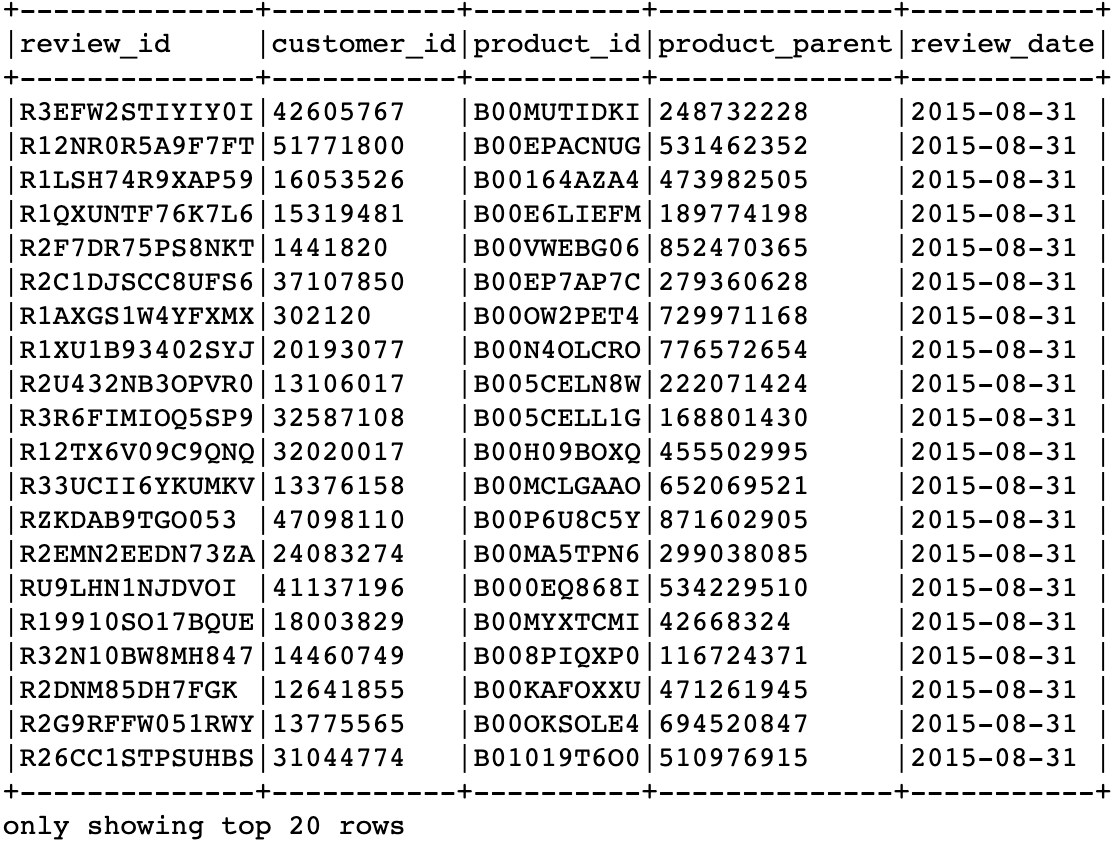 +--------------+-----------+----------+--------------+-----------+
|review_id     |customer_id|product_id|product_parent|review_date|
+--------------+-----------+----------+--------------+-----------+
|R3EFW2STIYIY0I|42605767   |B00MUTIDKI|248732228     |2015-08-31 |
|R12NR0R5A9F7FT|51771800   |B00EPACNUG|531462352     |2015-08-31 |
|R1LSH74R9XAP59|16053526   |B00164AZA4|473982505     |2015-08-31 |
|R1QXUNTF76K7L6|15319481   |B00E6LIEFM|189774198     |2015-08-31 |
|R2F7DR75PS8NKT|1441820    |B00VWEBG06|852470365     |2015-08-31 |
|R2C1DJSCC8UFS6|37107850   |B00EP7AP7C|279360628     |2015-08-31 |
|R1AXGS1W4YFXMX|302120     |B00OW2PET4|729971168     |2015-08-31 |
|R1XU1B93402SYJ|20193077   |B00N4OLCRO|776572654     |2015-08-31 |
|R2U432NB3OPVR0|13106017   |B005CELN8W|222071424     |2015-08-31 |
|R3R6FIMIOQ5SP9|32587108   |B005CELL1G|168801430     |2015-08-31 |
|R12TX6V09C9QNQ|32020017   |B00H09BOXQ|455502995     |2015-08-31 |
|R33UCII6YKUMKV|13376158   |B00MCLGAAO|652069521     |2015-08-31 |
|RZKDAB9TGO053 |47098110   |B00P6U8C5Y|871602905     |2015-08-31 |
|R2EMN2EEDN73ZA|24083274   |B00MA5TPN6|299038085     |2015-08-31 |
|RU9LHN1NJDVOI |41137196   |B000EQ868I|534229510     |2015-08-31 |
|R19910SO17BQUE|18003829   |B00MYXTCMI|42668324      |2015-08-31 |
|R32N10BW8MH847|14460749   |B008PIQXP0|116724371     |2015-08-31 |
|R2DNM85DH7FGK |12641855   |B00KAFOXXU|471261945     |2015-08-31 |
|R2G9RFFW051RWY|13775565   |B00OKSOLE4|694520847     |2015-08-31 |
|R26CC1STPSUHBS|31044774   |B01019T6O0|510976915     |2015-08-31 |
+--------------+-----------+----------+--------------+-----------+
only showing top 20 rows